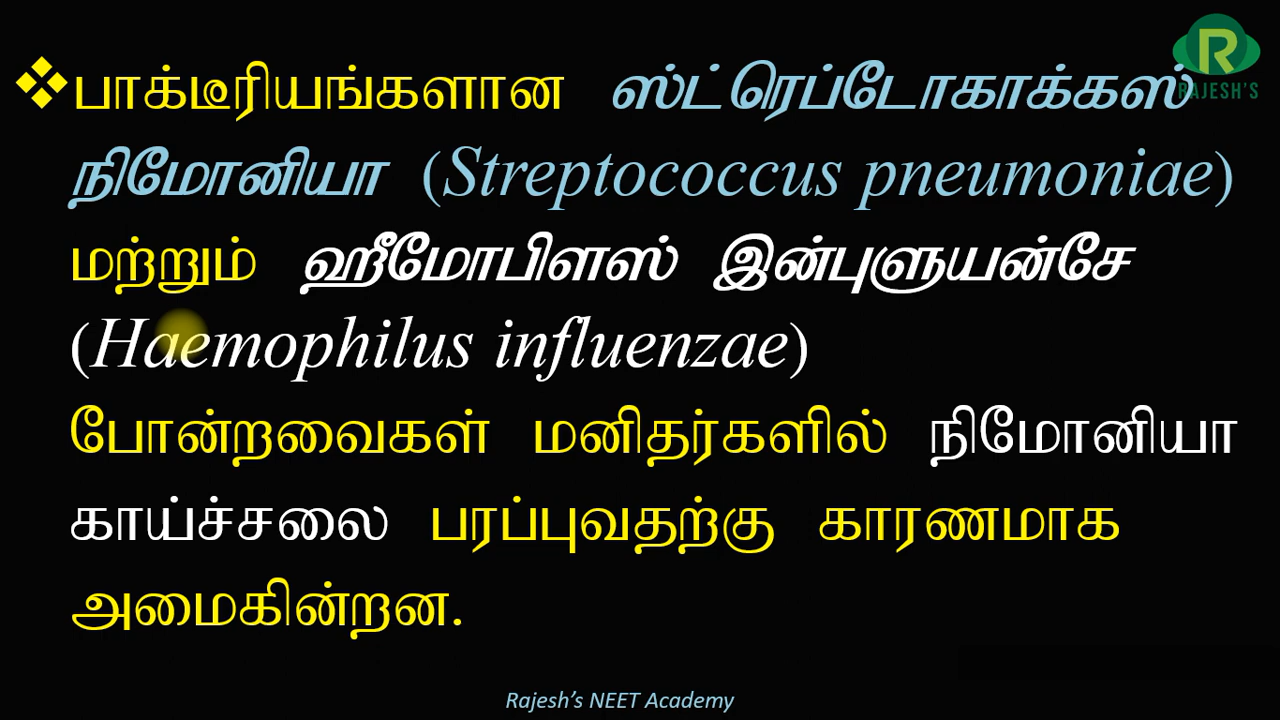 RAJESH'S
❖பாக்டீரியங்களான ஸ்ட்ரெப்டோகாக்கஸ்
நிமோனியா (Streptococcus pneumoniae)
மற்றும் ஹீமோபிளஸ் இன்புளுயன்சே
(Haemophilus influenzae)
போன்றவைகள் மனிதர்களில் நிமோனியா
காய்ச்சலை பரப்புவதற்கு காரணமாக
அமைகின்றன.
Rajesh's NEET Academy